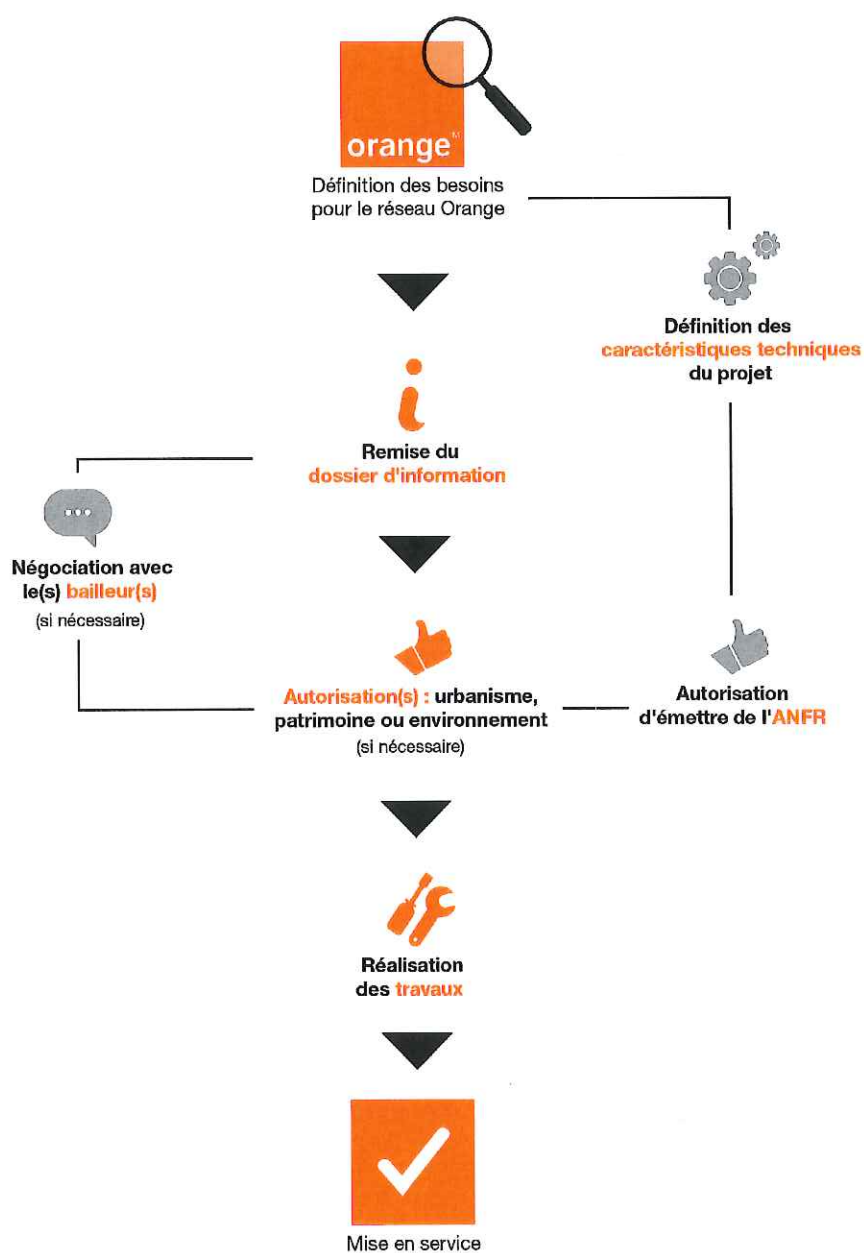 orange™
Définition des besoins
pour le réseau Orange
Définition des
caractéristiques techniques
du projet
Remise du
dossier d'information
Négociation avec
le(s) bailleur(s)
(si nécessaire)
Autorisation(s) : urbanisme,
patrimoine ou environnement
(si nécessaire)
Autorisation
d'émettre de l'ANFR
Réalisation
des travaux
Mise en service